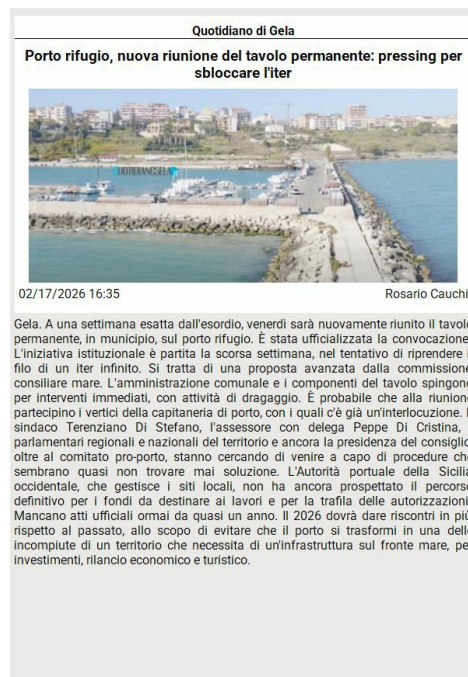 Quotidiano di Gela
Porto rifugio, nuova riunione del tavolo permanente: pressing per
sbloccare l'iter
QUOTIDIANOGELA
02/17/2026 16:35
Rosario Cauchi
Gela. A una settimana esatta dall'esordio, venerdì sarà nuovamente riunito il tavolo
permanente, in municipio, sul porto rifugio. È stata ufficializzata la convocazione.
L'iniziativa istituzionale è partita la scorsa settimana, nel tentativo di riprendere i
filo di un iter infinito. Si tratta di una proposta avanzata dalla commissione
consiliare mare. L'amministrazione comunale e i componenti del tavolo spingono
per interventi immediati, con attività di dragaggio. È probabile che alla riunione
partecipino i vertici della capitaneria di porto, con i quali c'è già un'interlocuzione. I
sindaco Terenziano Di Stefano, l'assessore con delega Peppe Di Cristina, i
parlamentari regionali e nazionali del territorio e ancora la presidenza del consiglio
oltre al comitato pro-porto, stanno cercando di venire a capo di procedure che
sembrano quasi non trovare mai soluzione. L'Autorità portuale della Sicilia
occidentale, che gestisce i siti locali, non ha ancora prospettato il percorso
definitivo per i fondi da destinare ai lavori e per la trafila delle autorizzazioni.
Mancano atti ufficiali ormai da quasi un anno. Il 2026 dovrà dare riscontri in più
rispetto al passato, allo scopo di evitare che il porto si trasformi in una delle
incompiute di un territorio che necessita di un'infrastruttura sul fronte mare, per
investimenti, rilancio economico e turistico.